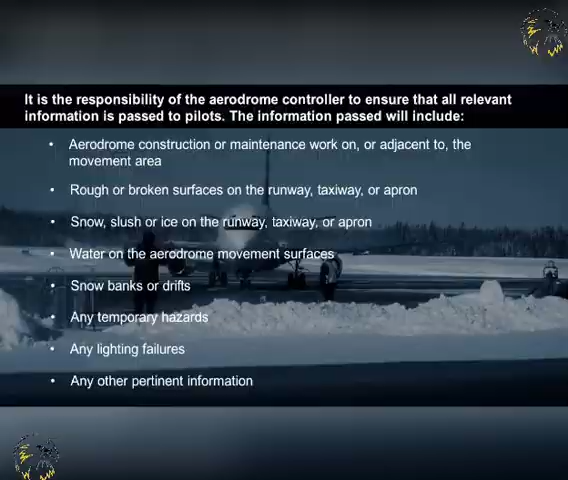 It is the responsibility of the aerodrome controller to ensure that all relevant
information is passed to pilots. The information passed will include:
• Aerodrome construction or maintenance work on, or adjacent to, the
movement area
• Rough or broken surfaces on the runway, taxiway, or apron
• Snow, slush or ice on the runway, taxiway, or apron
• Water on the aerodrome movement surfaces
• Snow banks or drifts
• Any temporary hazards
• Any lighting failures
• Any other pertinent information